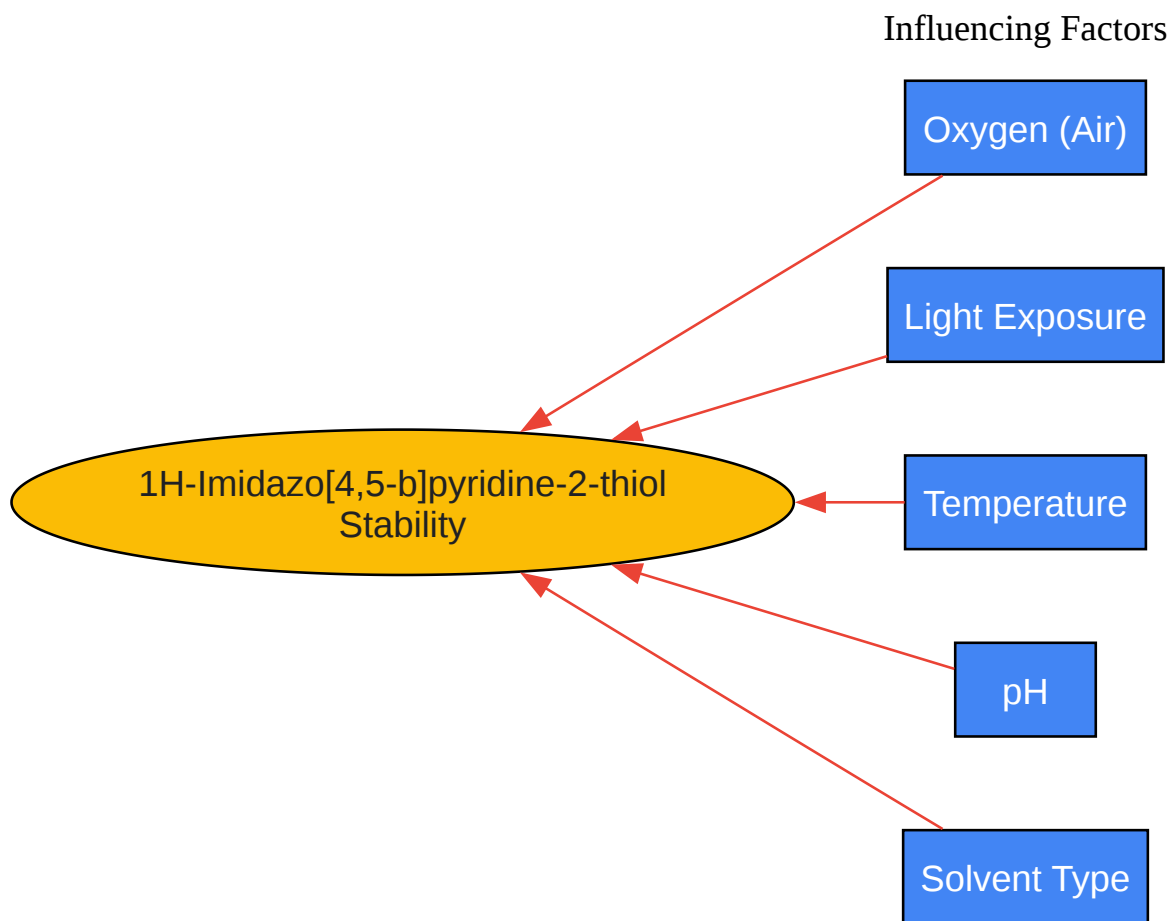 Influencing Factors
Oxygen (Air)
Light Exposure
1H-Imidazo[4,5-b]pyridine-2-thiol
Stability
Temperature
pH
Solvent Type